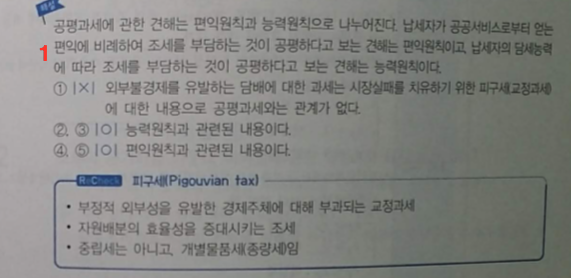 해설
공평과세에 관한 견해는 편익원칙과 능력원칙으로 나누어진다. 납세자가 공공서비스로부터 얻는
1 편익에 비례하여 조세를 부담하는 것이 공평하다고 보는 견해는 편익원칙이고, 납세자의 담세능력
에 따라 조세를 부담하는 것이 공평하다고 보는 견해는 능력원칙이다.
① |×| 외부불경제를 유발하는 담배에 대한 과세는 시장실패를 치유하기 위한 피구세(교정과세)
에 대한 내용으로 공평과세와는 관계가 없다.
②, ③ |○| 능력원칙과 관련된 내용이다.
④, ⑤ |○| 편익원칙과 관련된 내용이다.
ReCheck 피구세(Pigouvian tax)
• 부정적 외부성을 유발한 경제주체에 대해 부과되는 교정과세
• 자원배분의 효율성을 증대시키는 조세
• 중립세는 아니고, 개별물품세(종량세)임